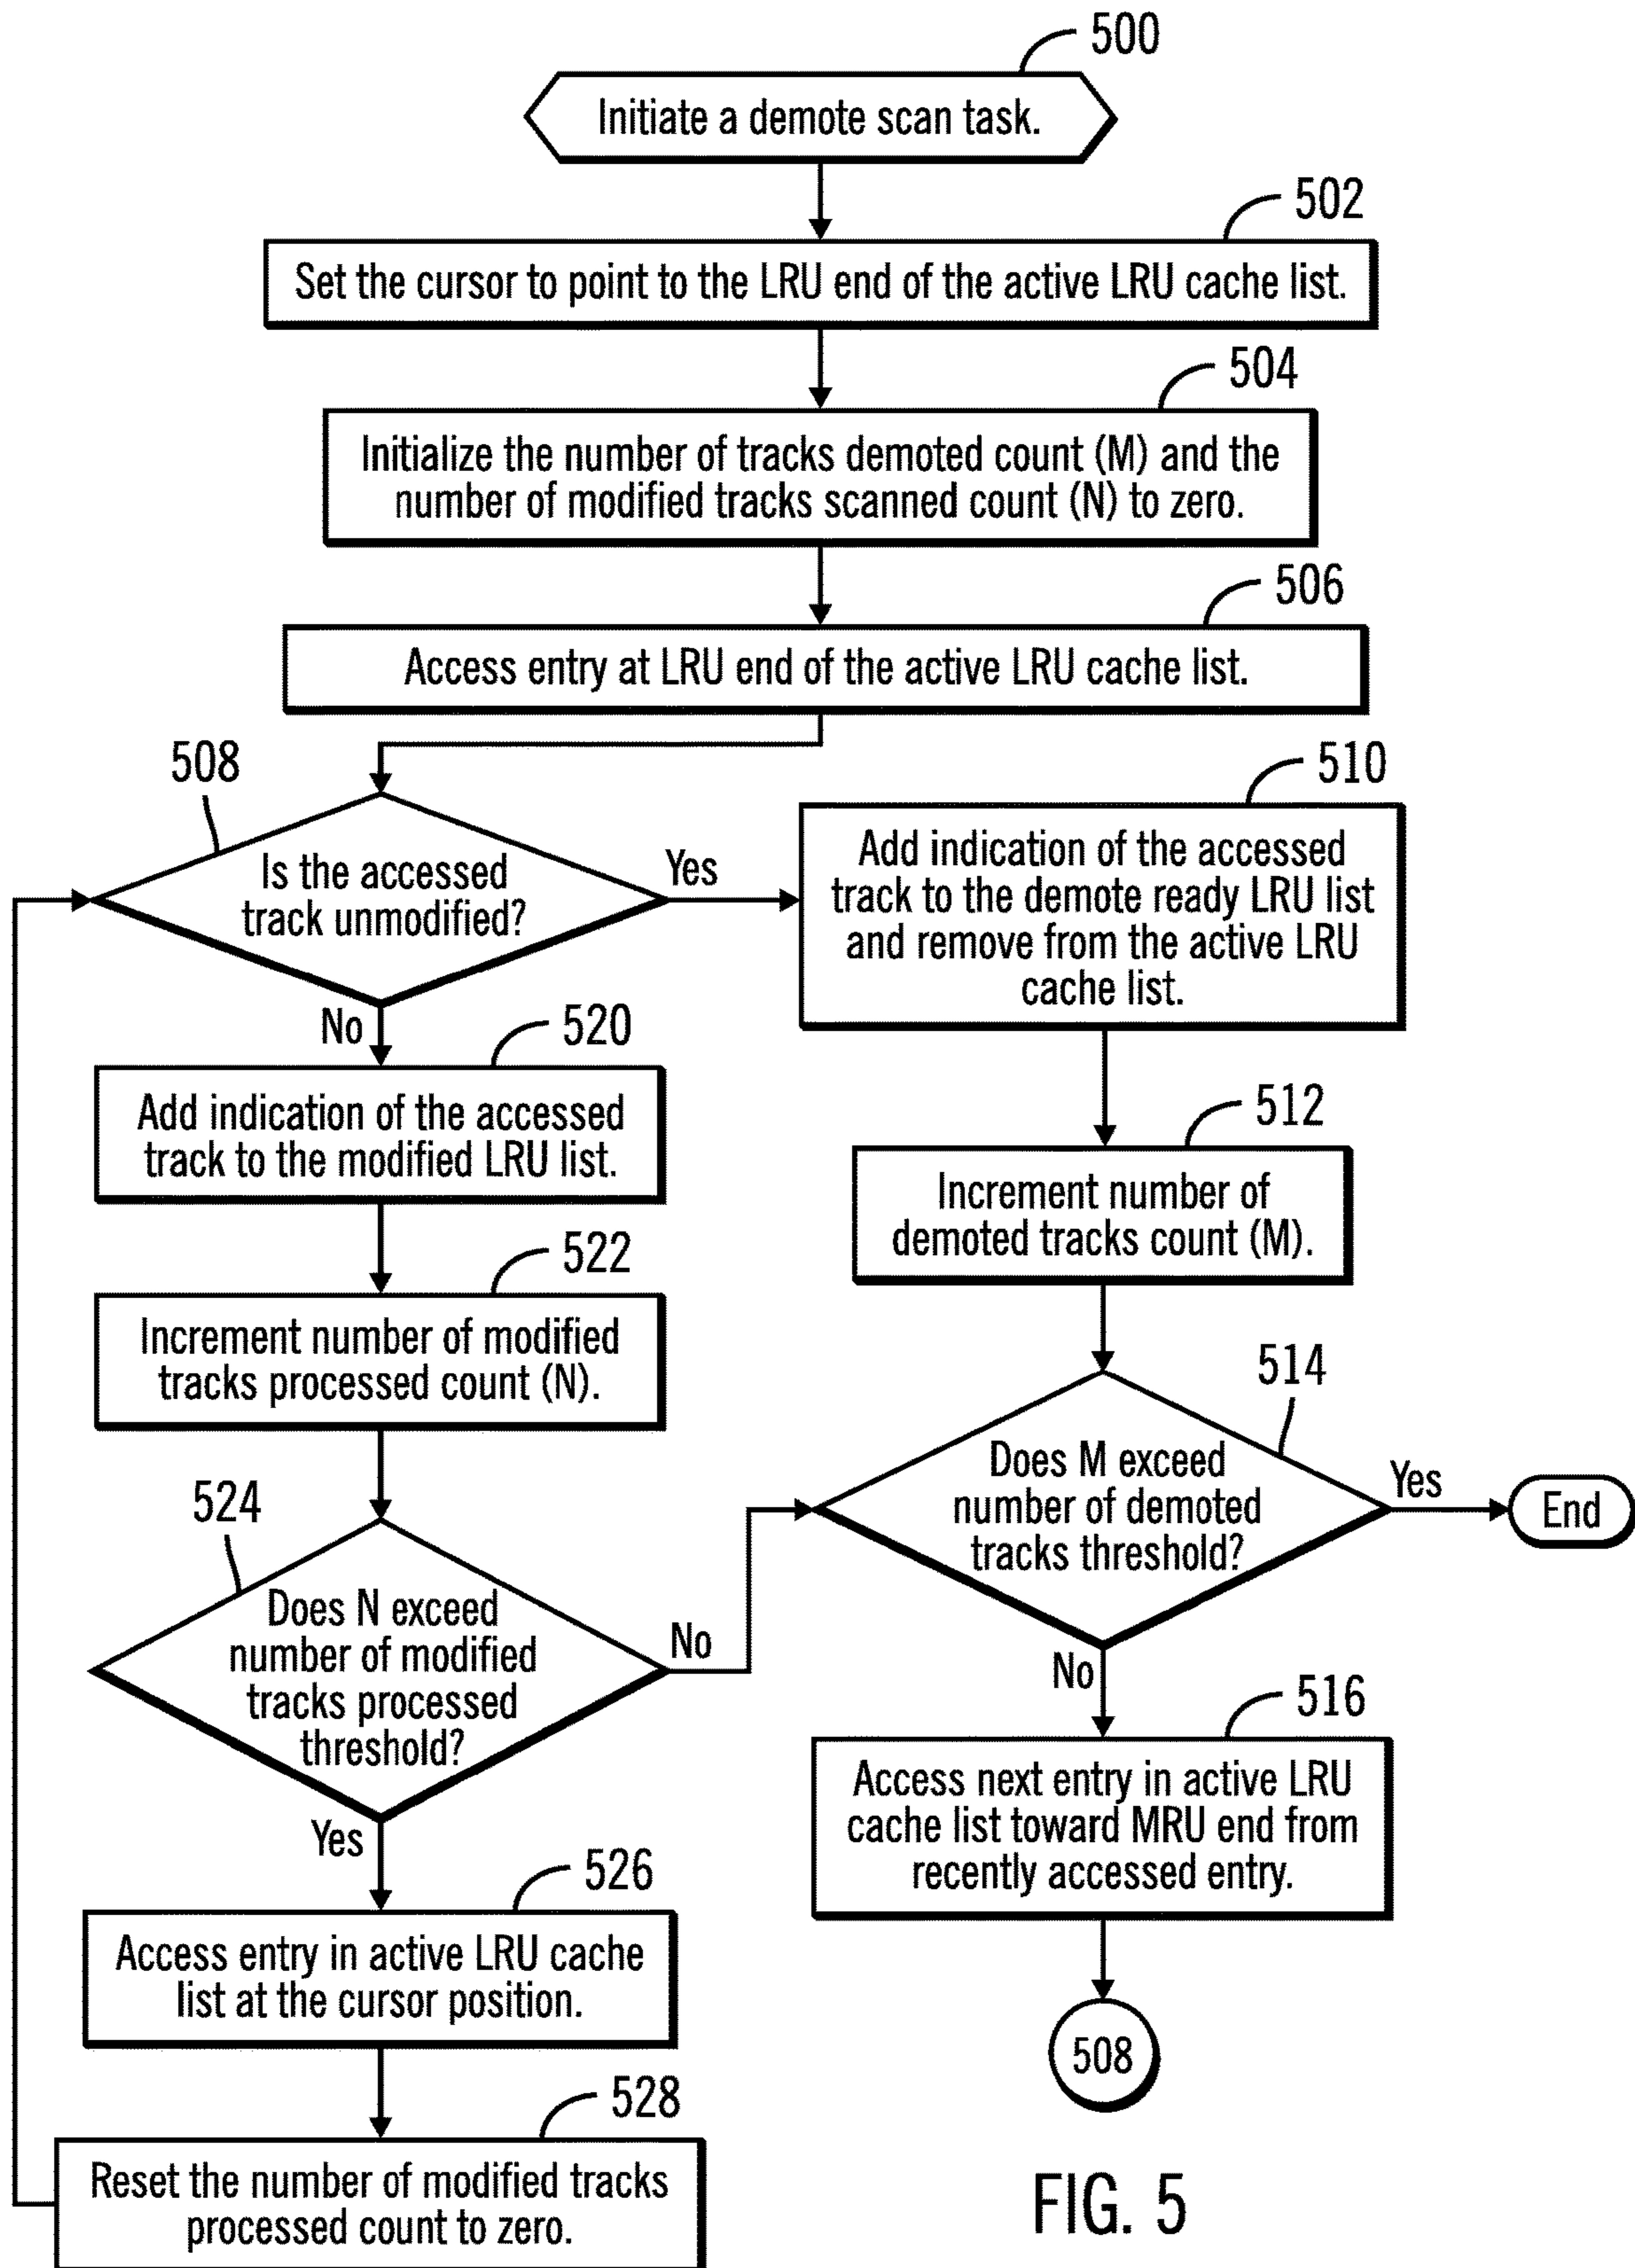 500
Initiate a demote scan task.
502
Set the cursor to point to the LRU end of the active LRU cache list.
504
Initialize the number of tracks demoted count (M) and the
number of modified tracks scanned count (N) to zero.
506
Access entry at LRU end of the active LRU cache list.
508
Is the accessed
track unmodified?
Yes
No
510
Add indication of the accessed
track to the demote ready LRU list
and remove from the active LRU
cache list.
520
Add indication of the accessed
track to the modified LRU list.
512
Increment number of
demoted tracks count (M).
522
Increment number of modified
tracks processed count (N).
514
Does M exceed
number of demoted
tracks threshold?
Yes
End
No
524
Does N exceed
number of modified
tracks processed
threshold?
No
Yes
516
Access next entry in active LRU
cache list toward MRU end from
recently accessed entry.
508
526
Access entry in active LRU cache
list at the cursor position.
528
Reset the number of modified tracks
processed count to zero.
FIG. 5